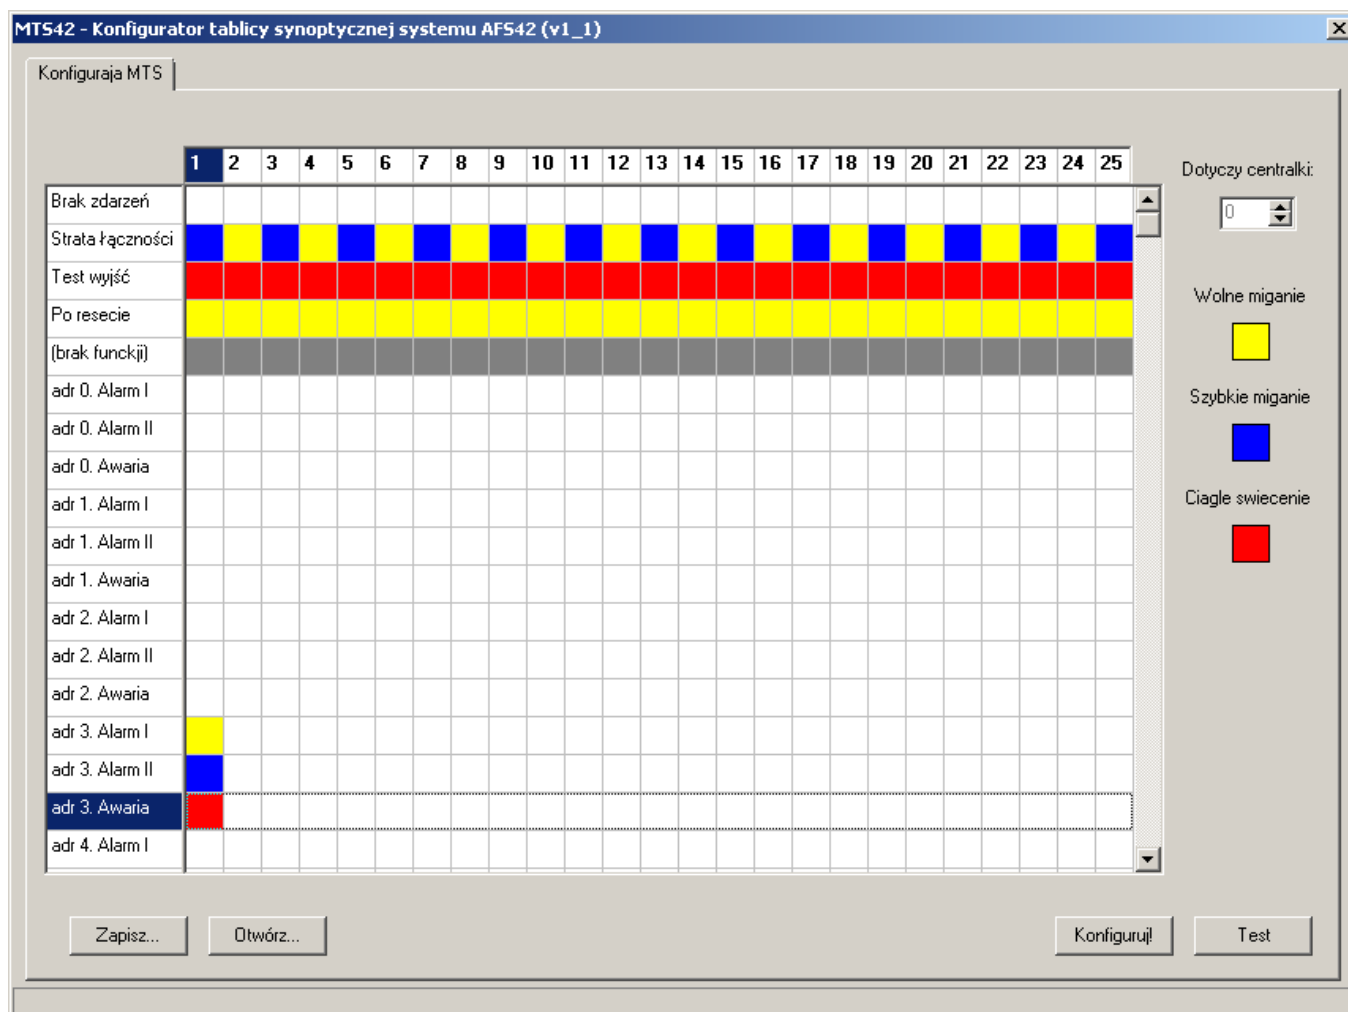 MTS42 - Konfigurator tablicy synoptycznej systemu AFS42 (v1_1)
Konfiguraja MTS
1 2 3 4 5 6 7 8 9 10 11 12 13 14 15 16 17 18 19 20 21 22 23 24 25
Dotyczy centralki:
0
Brak zdarzeń
Strata łączności
Test wyjść
Po resecie
(brak funckji)
adr 0. Alarm I
adr 0. Alarm II
adr 0. Awaria
adr 1. Alarm I
adr 1. Alarm II
adr 1. Awaria
adr 2. Alarm I
adr 2. Alarm II
adr 2. Awaria
adr 3. Alarm I
adr 3. Alarm II
adr 3. Awaria
adr 4. Alarm I
Wolne miganie
Szybkie miganie
Ciagle swiecenie
Zapisz...
Otwórz...
Konfiguruj!
Test